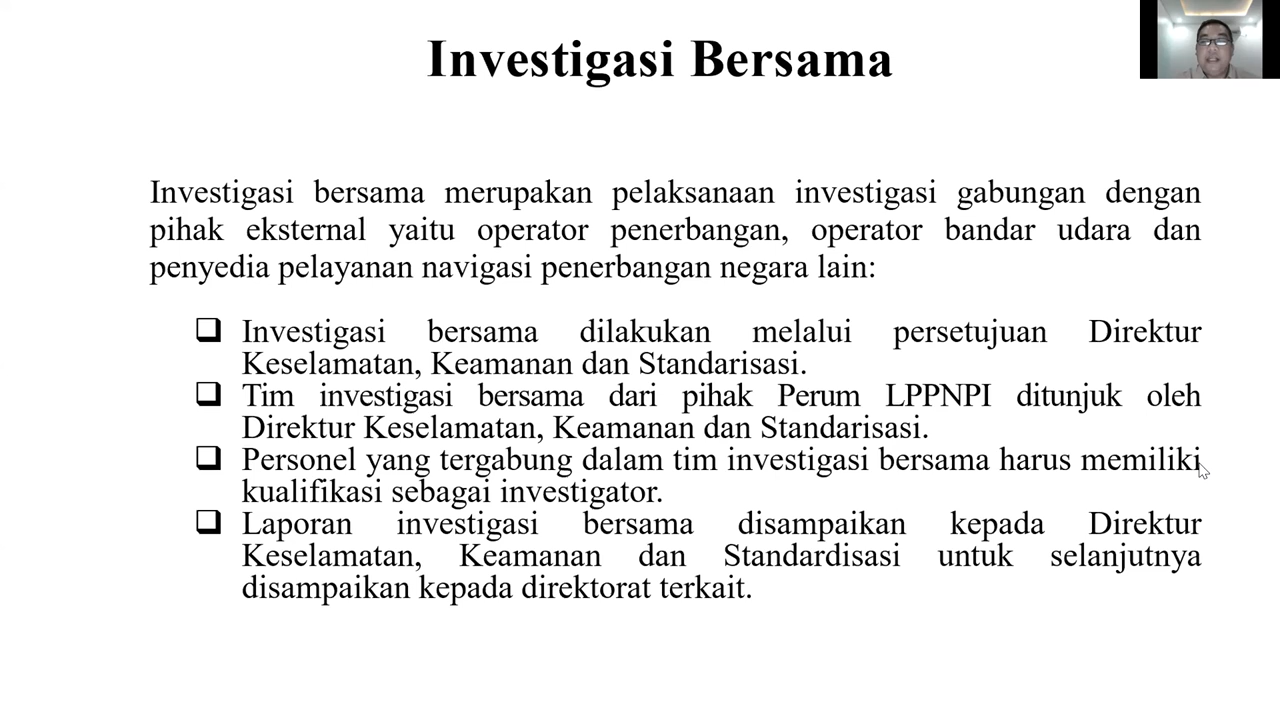 Investigasi Bersama
Investigasi bersama merupakan pelaksanaan investigasi gabungan dengan
pihak eksternal yaitu operator penerbangan, operator bandar udara dan
penyedia pelayanan navigasi penerbangan negara lain:
Investigasi bersama dilakukan melalui persetujuan Direktur
Keselamatan, Keamanan dan Standarisasi.
Tim investigasi bersama dari pihak Perum LPPNPI ditunjuk oleh
Direktur Keselamatan, Keamanan dan Standarisasi.
Personel yang tergabung dalam tim investigasi bersama harus memiliki
kualifikasi sebagai investigator.
Laporan investigasi bersama disampaikan kepada Direktur
Keselamatan, Keamanan dan Standardisasi untuk selanjutnya
disampaikan kepada direktorat terkait.